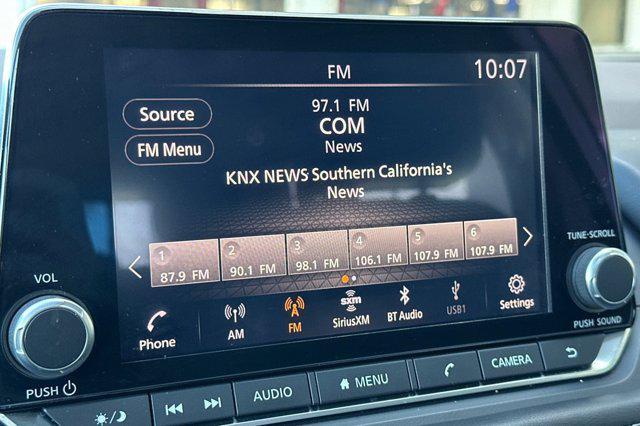 FM
10:07
Source
FM Menu
97.1 FM
COM
News
KNX NEWS Southern California's
News
1
87.9 FM
2
90.1 FM
3
98.1 FM
4
106.1 FM
5
107.9 FM
6
107.9 FM
Phone
AM
FM
sxm
SiriusXM
BT Audio
USB1
Settings
VOL
PUSH
TUNE-SCROLL
PUSH SOUND
AUDIO
MENU
CAMERA